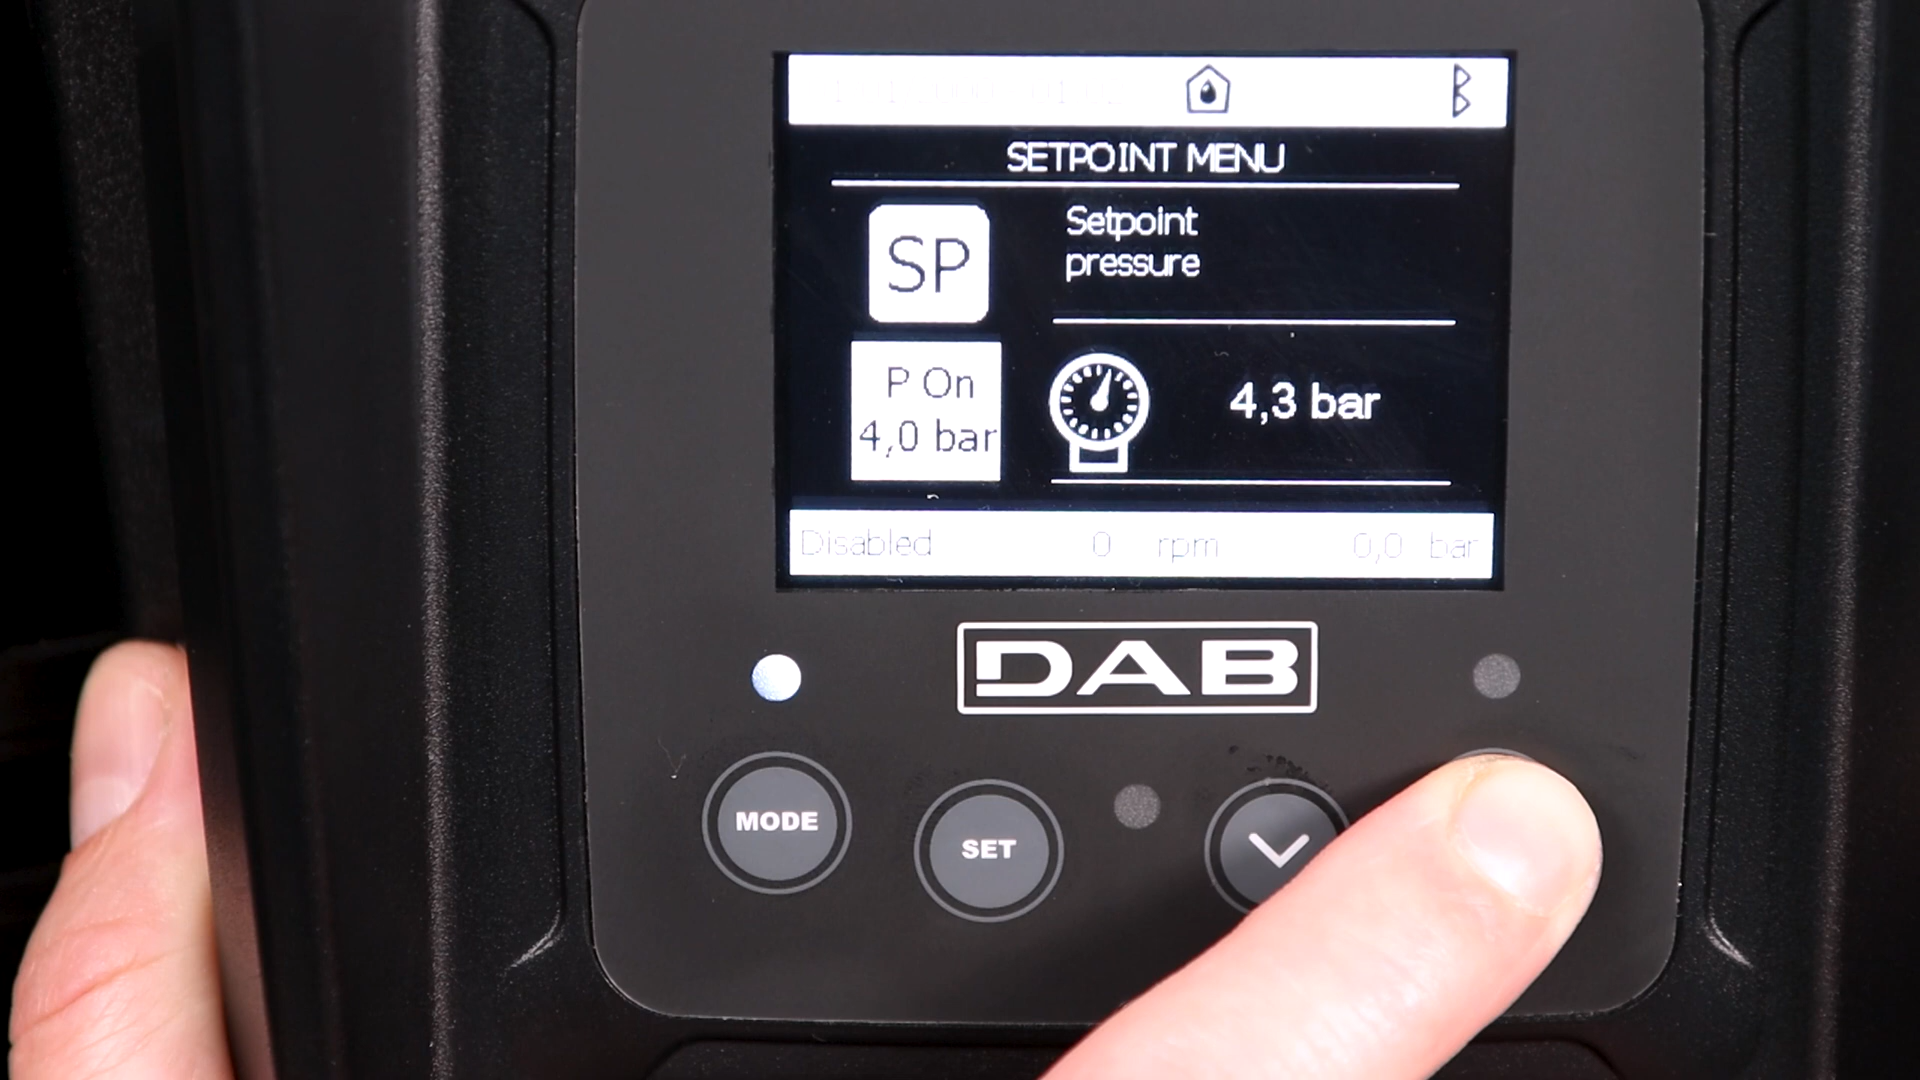 SETPOINT MENU
SP
Setpoint
pressure
P On
4,0 bar
4,3 bar
Disabled 0 rpm 0,0 bar
DAB
MODE
SET